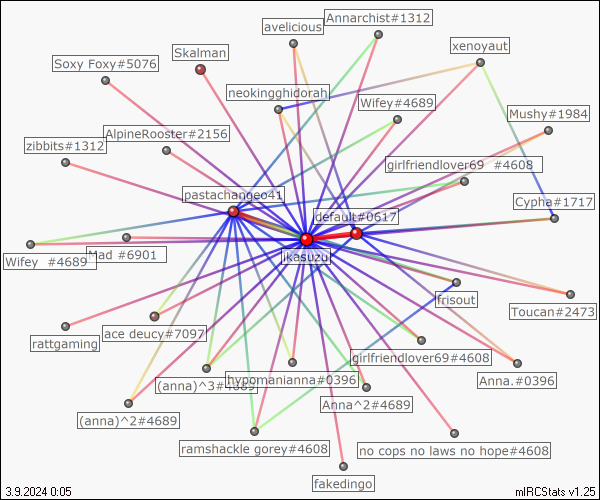 Annarchist#1312
avelicious
xenoyaut
Skalman
Soxy Foxy#5076
neokingghidorah
Wifey#4689
Mushy#1984
AlpineRooster#2156
zibbits#1312
girlfriendlover69 #4608
pastachangeo41
Cypha#1717
default#0617
Mad #6901
jkasuzu
Wifey #4689
frisout
Toucan#2473
ace deucy#7097
rattgaming
girlfriendlover69#4608
hypomanianna#0396
Anna.#0396
(anna)^3#4689
Anna^2#4689
(anna)^2#4689
ramshackle gorey#4608
no cops no laws no hope#4608
fakedingo
3.9.2024 0:05
mIRCStats v1.25